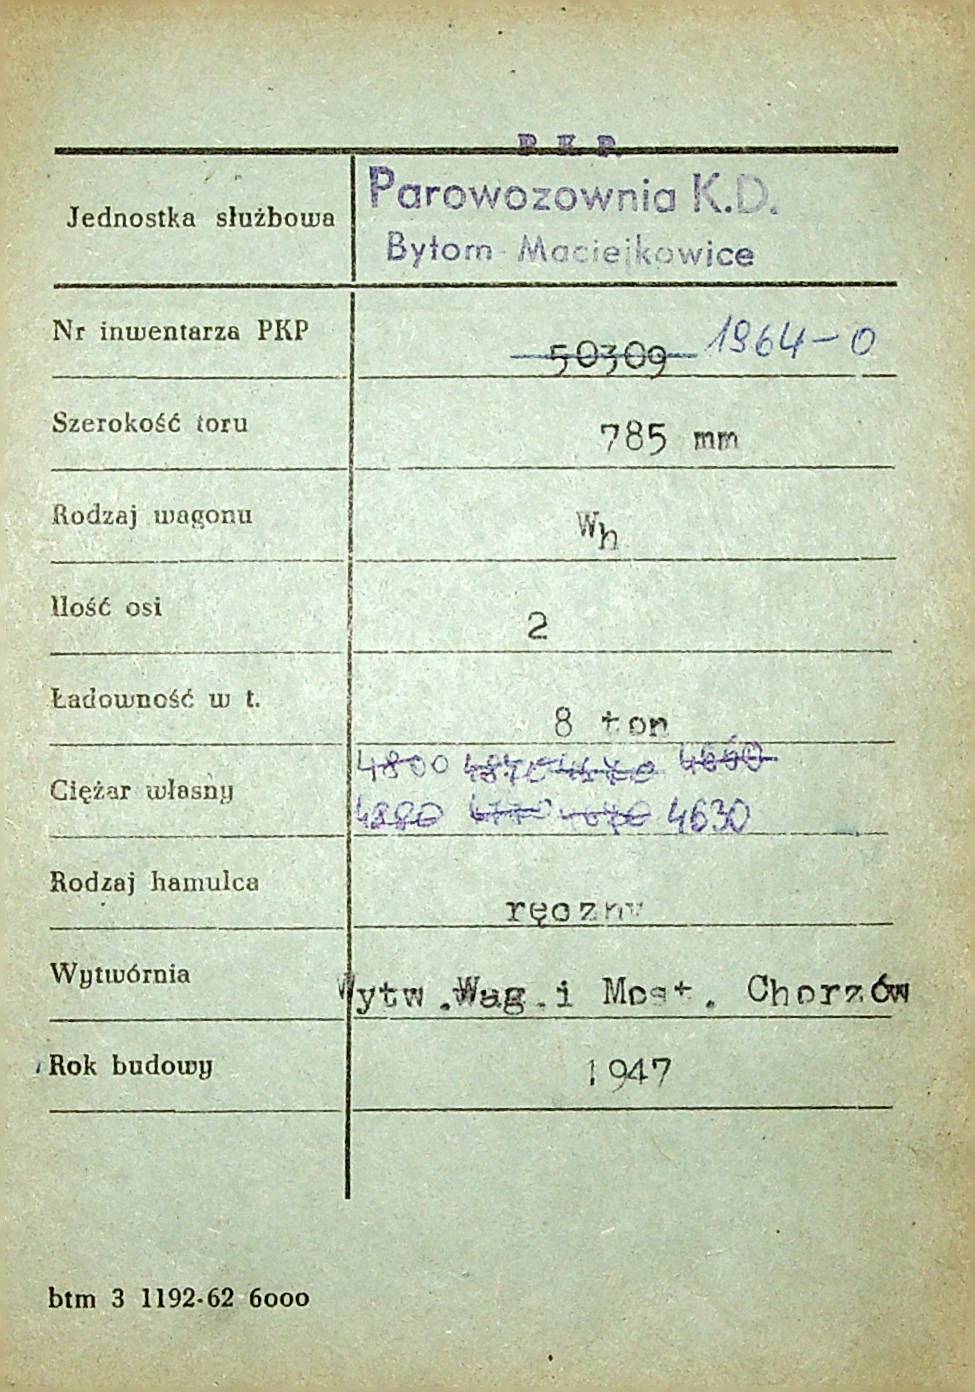 P. K. P.
Jednostka służbowa Parowozownia K.D.
Bytom-Maciejkowice
Nr inwentarza PKP 50309 1964-0
Szerokość toru 785 mm
Rodzaj wagonu Wh
Ilość osi 2
Ładowność w t. 8 ton
Ciężar własny 4800
4630
Rodzaj hamulca ręczny
Wytwórnia Wytw.Wag.i Most. Chorzów
Rok budowy 1947
btm 3 1192-62 6000